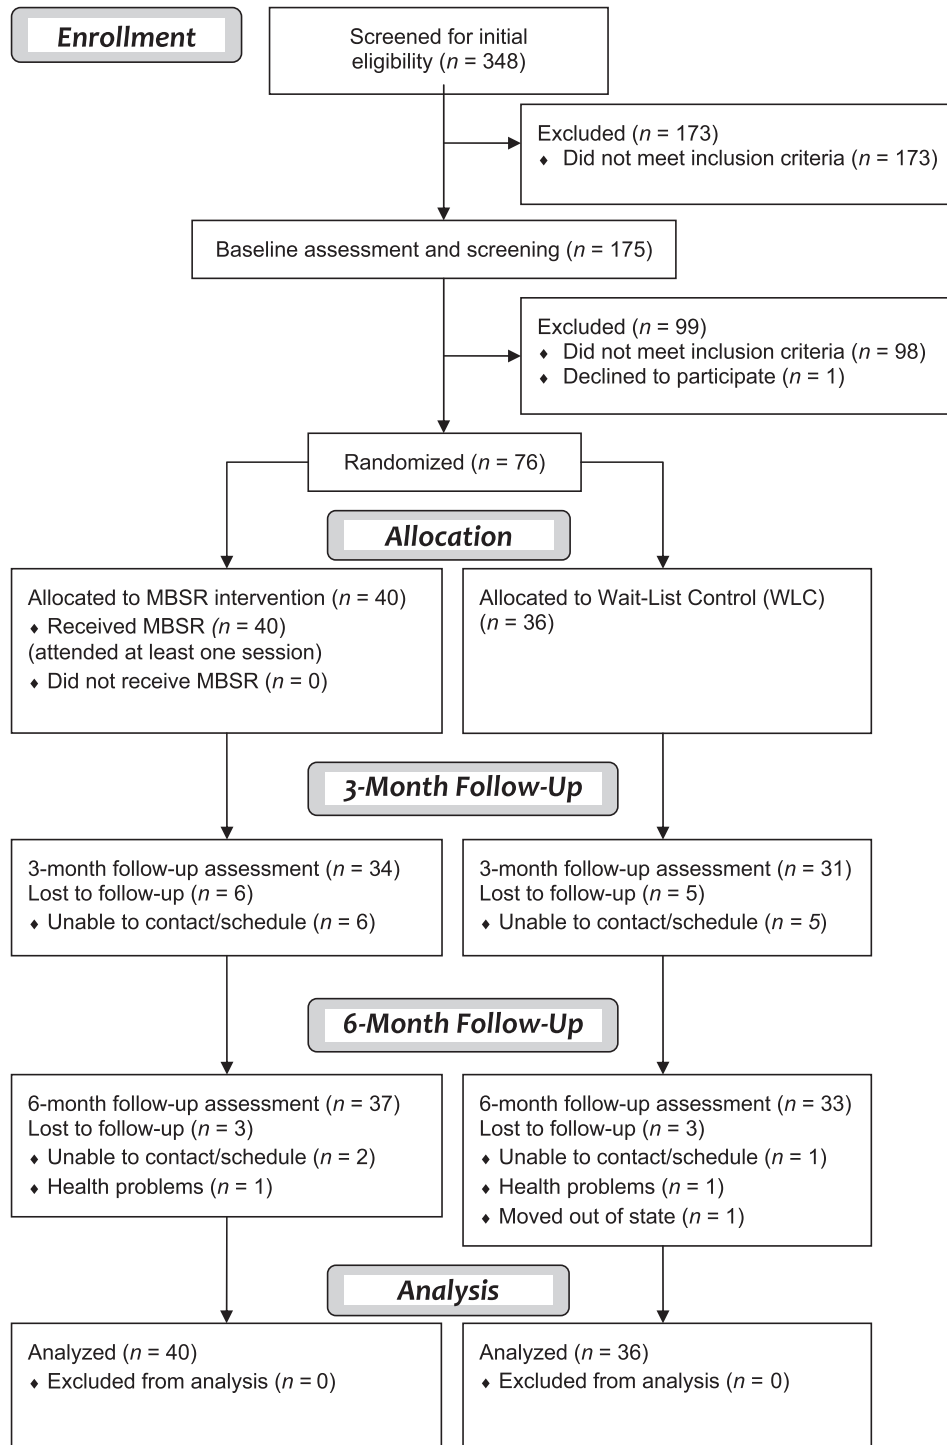 Enrollment
Screened for initial
eligibility (n = 348)
Excluded (n = 173)
♦ Did not meet inclusion criteria (n = 173)
Baseline assessment and screening (n = 175)
Excluded (n = 99)
♦ Did not meet inclusion criteria (n = 98)
♦ Declined to participate (n = 1)
Randomized (n = 76)
Allocation
Allocated to MBSR intervention (n = 40)
♦ Received MBSR (n = 40)
(attended at least one session)
♦ Did not receive MBSR (n = 0)
Allocated to Wait-List Control (WLC)
(n = 36)
3-Month Follow-Up
3-month follow-up assessment (n = 34)
Lost to follow-up (n = 6)
♦ Unable to contact/schedule (n = 6)
3-month follow-up assessment (n = 31)
Lost to follow-up (n = 5)
♦ Unable to contact/schedule (n = 5)
6-Month Follow-Up
6-month follow-up assessment (n = 37)
Lost to follow-up (n = 3)
♦ Unable to contact/schedule (n = 2)
♦ Health problems (n = 1)
6-month follow-up assessment (n = 33)
Lost to follow-up (n = 3)
♦ Unable to contact/schedule (n = 1)
♦ Health problems (n = 1)
♦ Moved out of state (n = 1)
Analysis
Analyzed (n = 40)
♦ Excluded from analysis (n = 0)
Analyzed (n = 36)
♦ Excluded from analysis (n = 0)